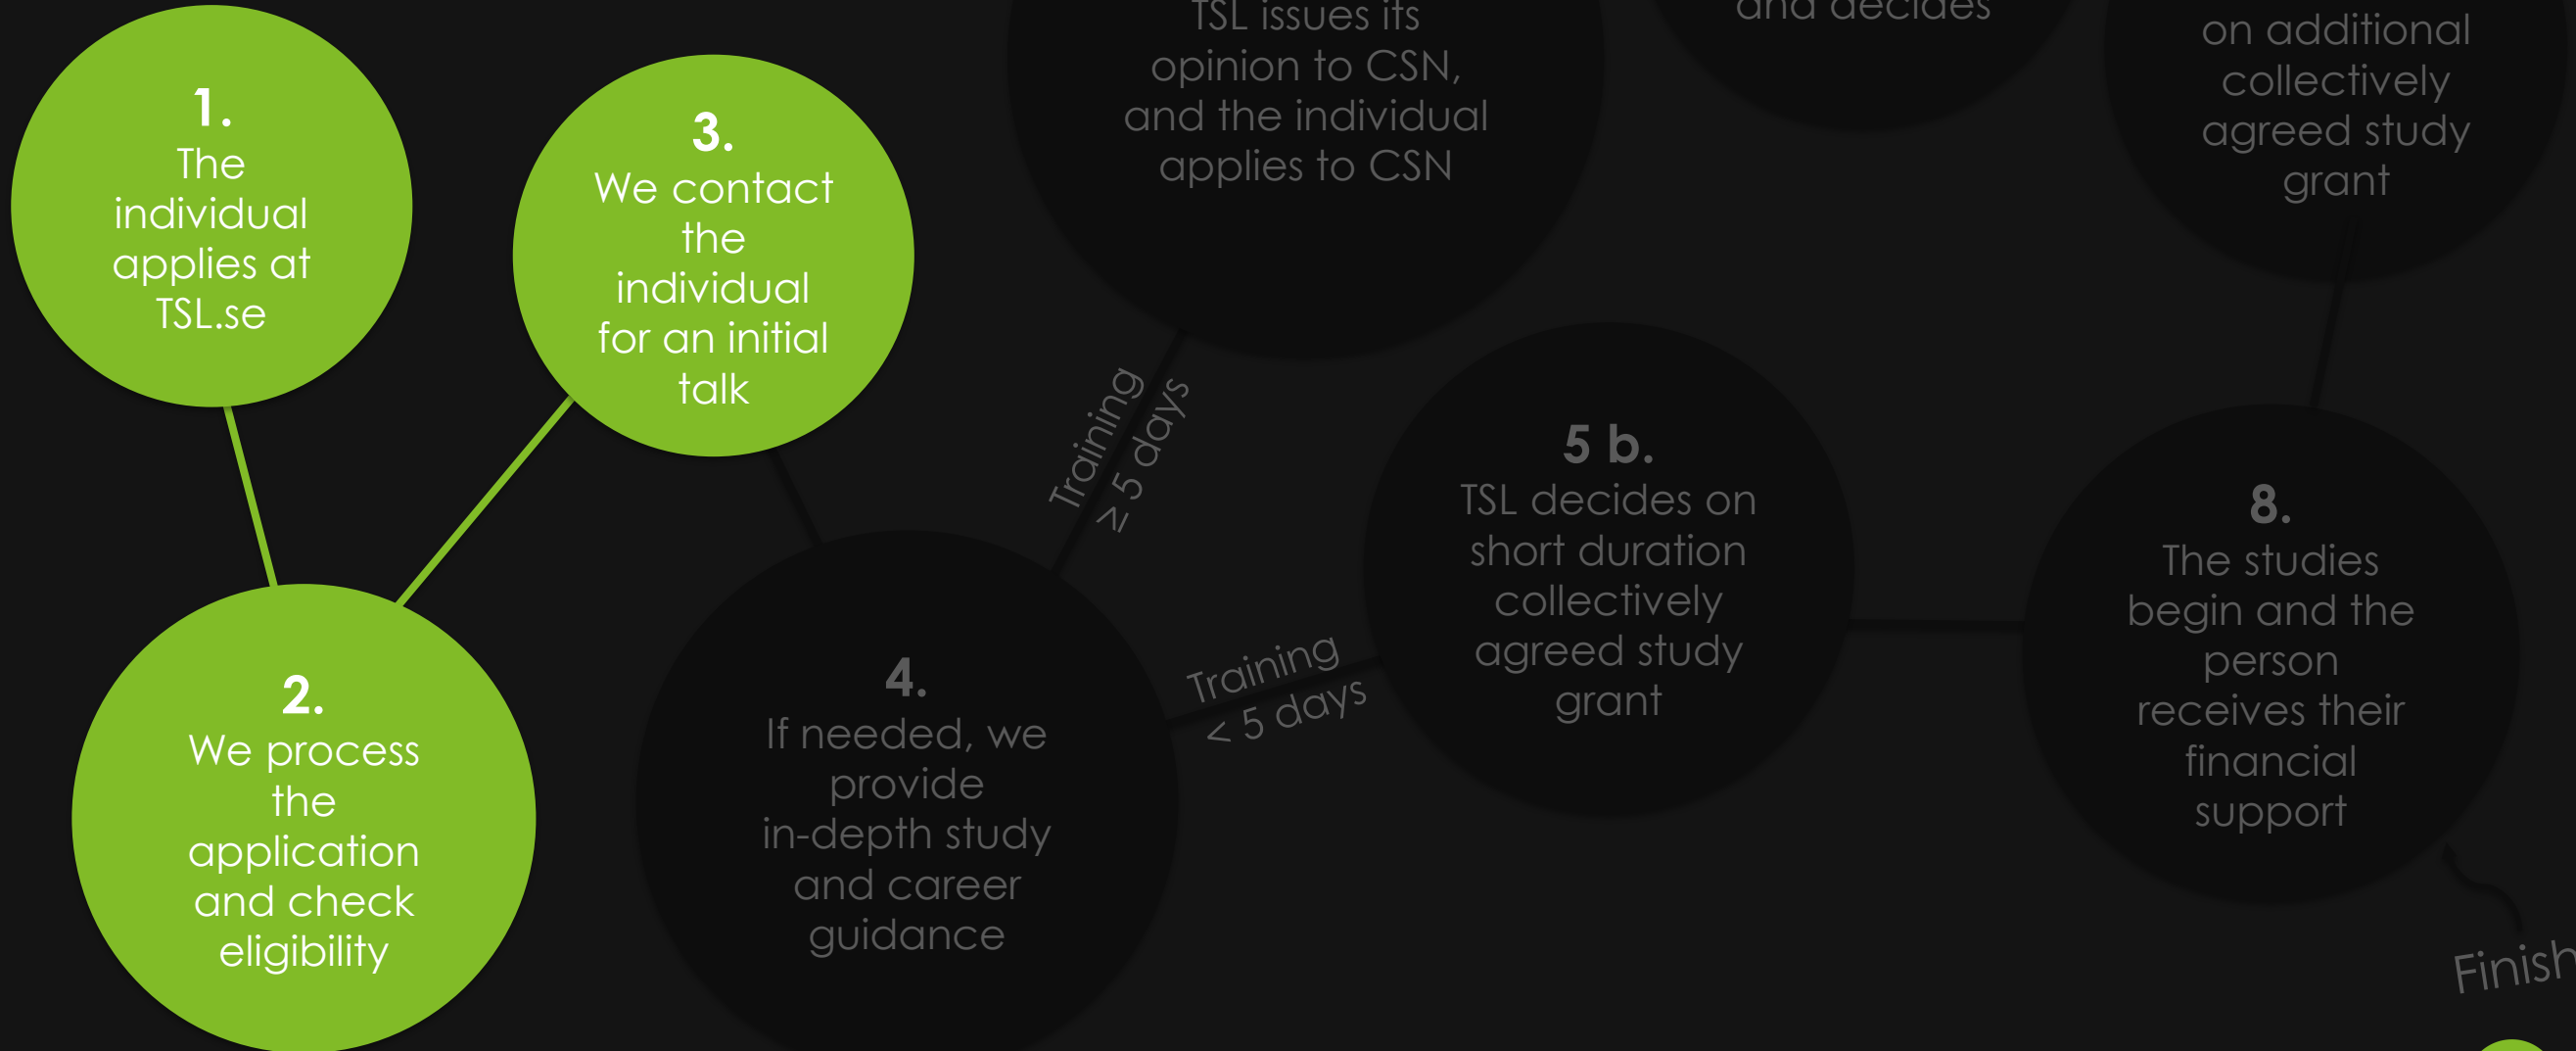 1.
The
individual
applies at
TSL.se
2.
We process
the
application
and check
eligibility
3.
We contact
the
individual
for an initial
talk
4.
If needed, we
provide
in-depth study
and career
guidance
Training
≥ 5 days
TSL issues its
opinion to CSN,
and the individual
applies to CSN
Training
< 5 days
5 b.
TSL decides on
short duration
collectively
agreed study
grant
and decides
on additional
collectively
agreed study
grant
8.
The studies
begin and the
person
receives their
financial
support
Finish